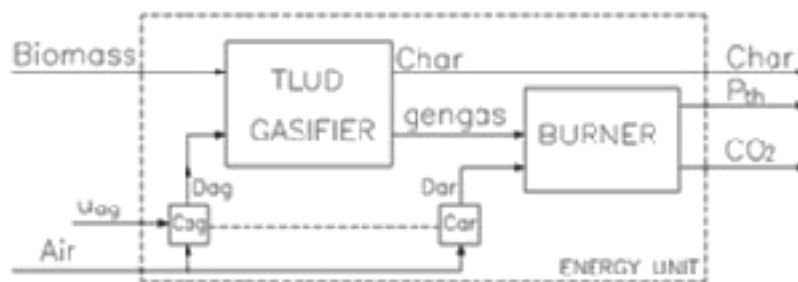 Biomass
TLUD
GASIFIER
Char
Char
gengas
BURNER
Pth
CO2
Dag
Dar
uag
Cag
Car
Air
ENERGY UNIT